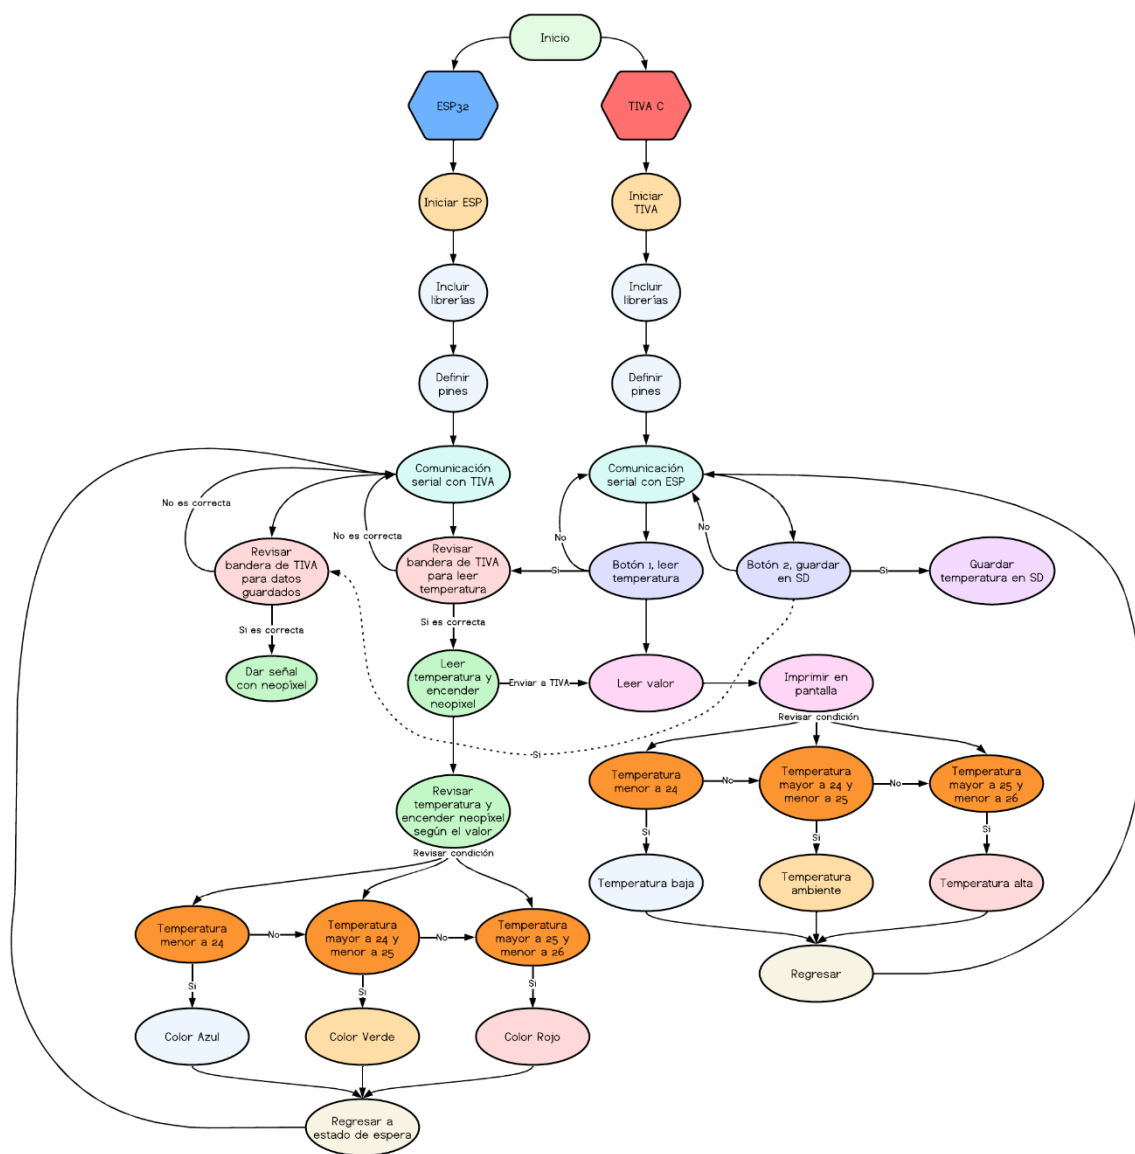 Inicio
ESP32
TIVA C
Iniciar ESP
Iniciar
TIVA
Incluir
librerías
Incluir
librerías
Definir
pines
Definir
pines
Comunicación
serial con TIVA
Comunicación
serial con ESP
No es correcta
No es correcta
No
No
Revisar
bandera de TIVA
para datos
guardados
Revisar
bandera de TIVA
para leer
temperatura
Si
Botón 1, leer
temperatura
Botón 2, guardar
en SD
Si
Guardar
temperatura en SD
Si es correcta
Si es correcta
Dar señal
con neopíxel
Leer
temperatura y
encender
neopixel
Enviar a TIVA
Leer valor
Imprimir en
pantalla
Revisar condición
Si
Temperatura
menor a 24
No
Temperatura
mayor a 24 y
menor a 25
No
Temperatura
mayor a 25 y
menor a 26
Revisar
temperatura y
encender neopíxel
según el valor
Revisar condición
Si
Si
Si
Temperatura baja
Temperatura
ambiente
Temperatura alta
Temperatura
menor a 24
No
Temperatura
mayor a 24 y
menor a 25
No
Temperatura
mayor a 25 y
menor a 26
Regresar
Si
Si
Si
Color Azul
Color Verde
Color Rojo
Regresar a
estado de espera